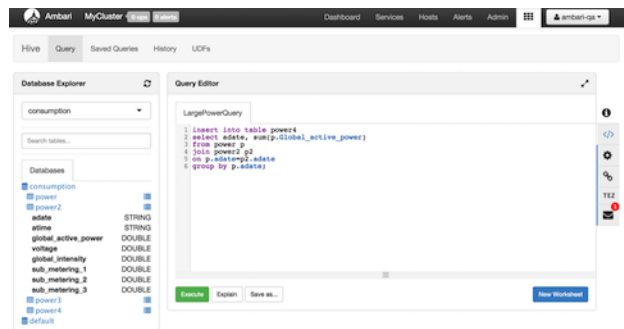 Ambari MyCluster 0 ops 0 alerts Dashboard Services Hosts Alerts Admin ambari-qa
Hive Query Saved Queries History UDFs
Database Explorer
consumption
Search tables...
Databases
consumption
power
power2
adate STRING
atime STRING
global_active_power DOUBLE
voltage DOUBLE
global_intensity DOUBLE
sub_metering_1 DOUBLE
sub_metering_2 DOUBLE
sub_metering_3 DOUBLE
power3
power4
default
Query Editor
LargePowerQuery
1 insert into table power4
2 select adate, sum(p.Global_active_power)
3 from power p
4 join power2 p2
5 on p.adate=p2.adate
6 group by p.adate;
Execute Explain Save as... New Worksheet
</>
TEZ